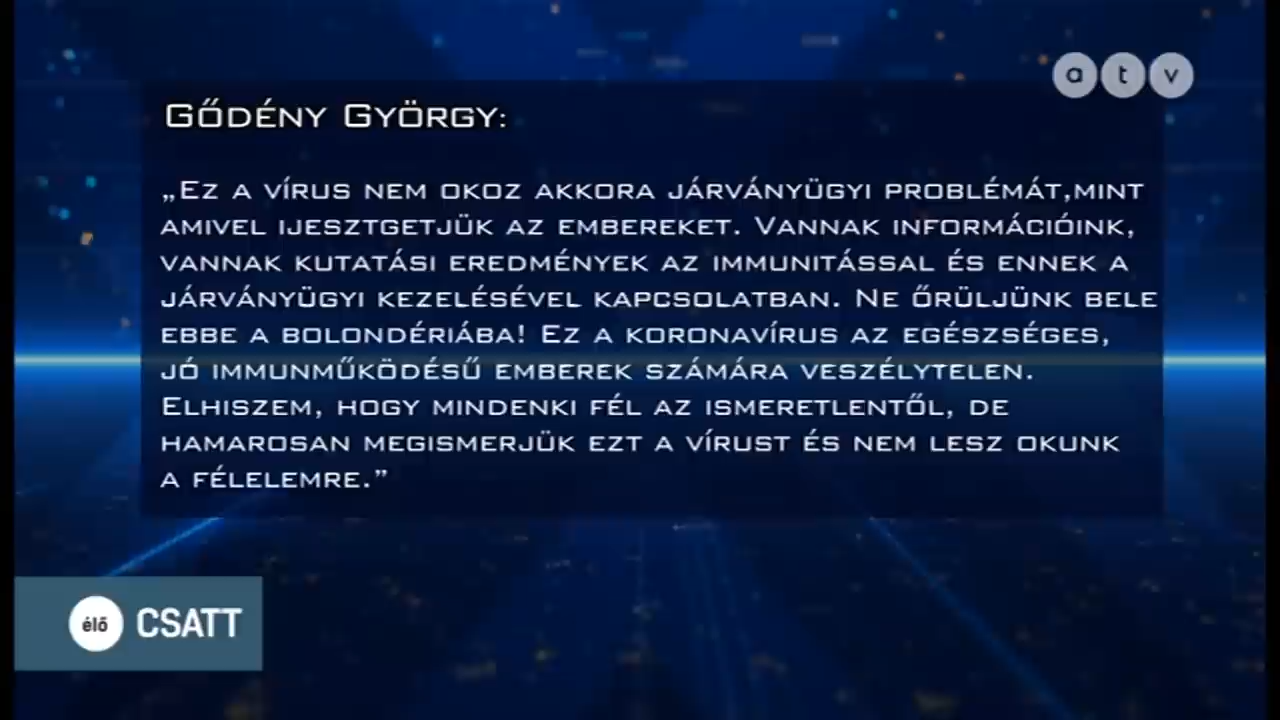 atv
GŐDÉNY GYÖRGY:
„EZ A VÍRUS NEM OKOZ AKKORA JÁRVÁNYÜGYI PROBLÉMÁT,MINT
AMIVEL IJESZTGETJÜK AZ EMBEREKET. VANNAK INFORMÁCIÓINK,
VANNAK KUTATÁSI EREDMÉNYEK AZ IMMUNITÁSSAL ÉS ENNEK A
JÁRVÁNYÜGYI KEZELÉSÉVEL KAPCSOLATBAN. NE ŐRÜLJÜNK BELE
EBBE A BOLONDÉRIÁBA! EZ A KORONAVÍRUS AZ EGÉSZSÉGES,
JÓ IMMUNMŰKÖDÉSŰ EMBEREK SZÁMÁRA VESZÉLYTELEN.
ELHISZEM, HOGY MINDENKI FÉL AZ ISMERETLENTŐL, DE
HAMAROSAN MEGISMERJÜK EZT A VÍRUST ÉS NEM LESZ OKUNK
A FÉLELEMRE.”
élő CSATT